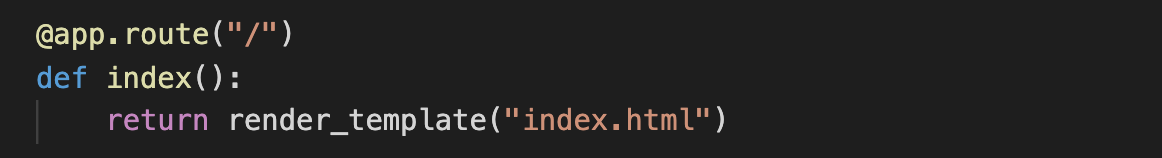 @app.route("/")
def index():
    return render_template("index.html")